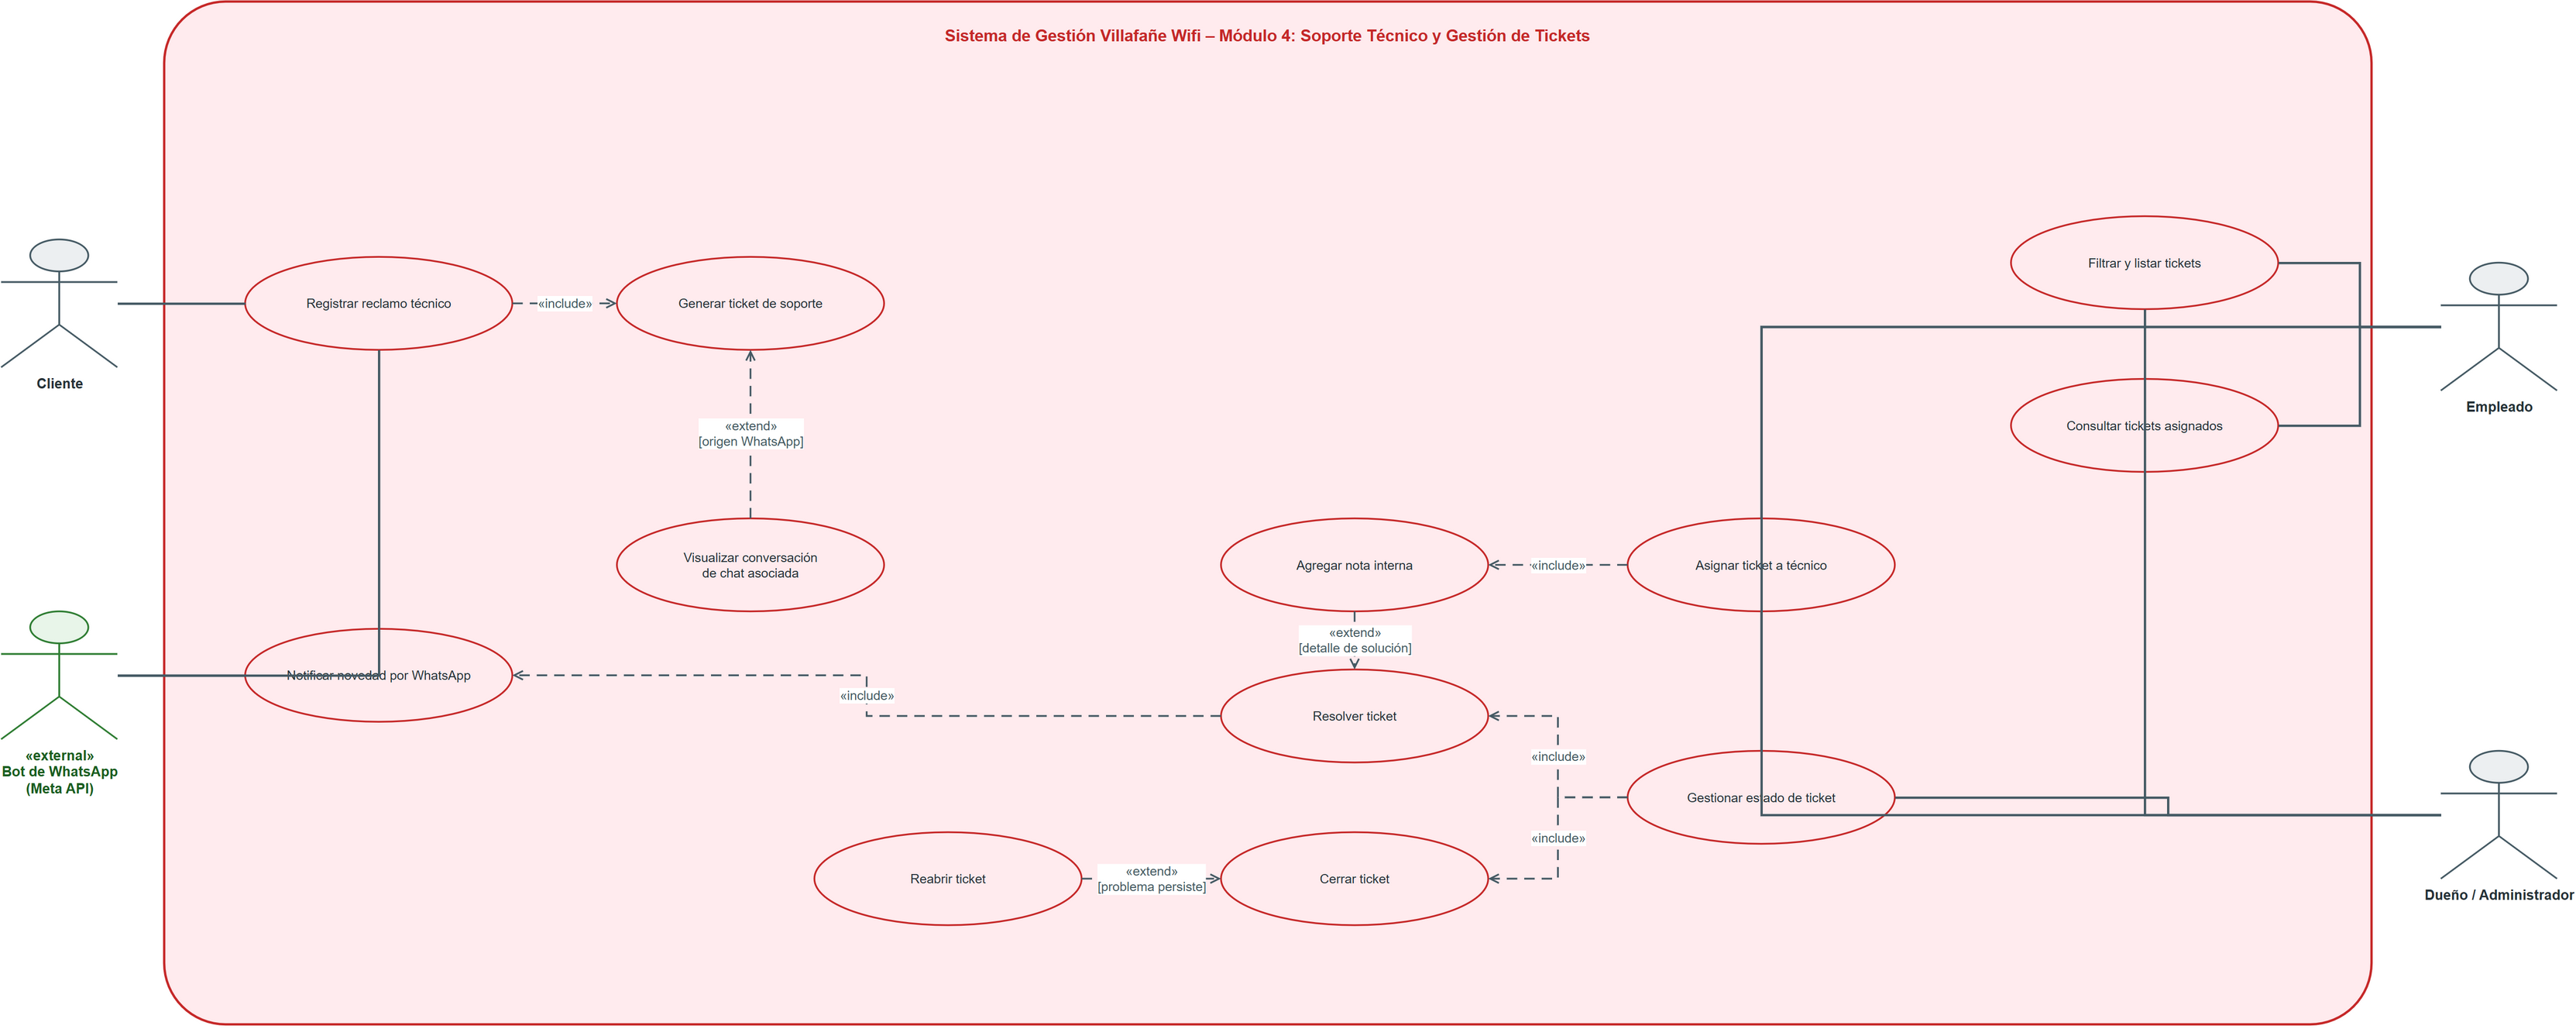 Sistema de Gestión Villafañe Wifi – Módulo 4: Soporte Técnico y Gestión de Tickets
Filtrar y listar tickets
Registrar reclamo técnico
«include»
Generar ticket de soporte
Cliente
Empleado
«extend»
[origen WhatsApp]
Consultar tickets asignados
Visualizar conversación
de chat asociada
Agregar nota interna
«include»
Asignar ticket a técnico
«extend»
[detalle de solución]
Notificar novedad por WhatsApp
«include»
Resolver ticket
«external»
Bot de WhatsApp
(Meta API)
«include»
Gestionar estado de ticket
«include»
Reabrir ticket
«extend»
[problema persiste]
Cerrar ticket
Dueño / Administrador